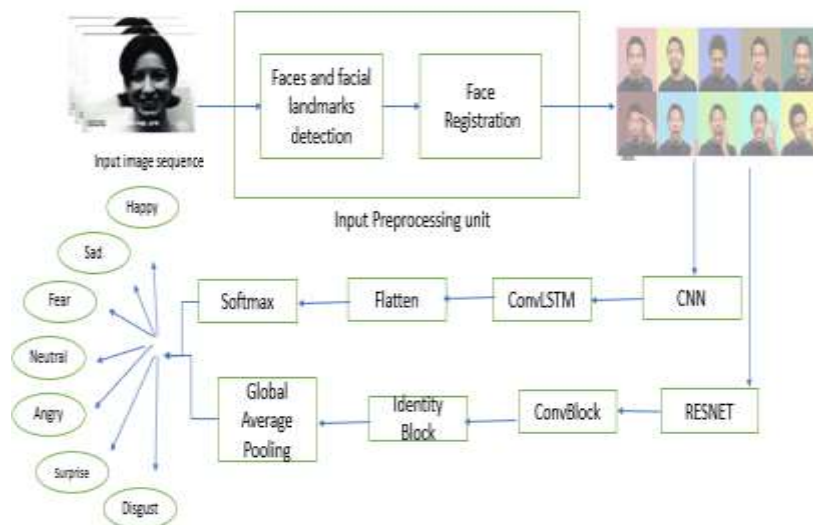 Faces and facial
landmarks
detection
Face
Registration
Input image sequence
Input Preprocessing unit
Happy
Sad
Fear
Neutral
Angry
Surprise
Disgust
Softmax
Flatten
ConvLSTM
CNN
Global
Average
Pooling
Identity
Block
ConvBlock
RESNET